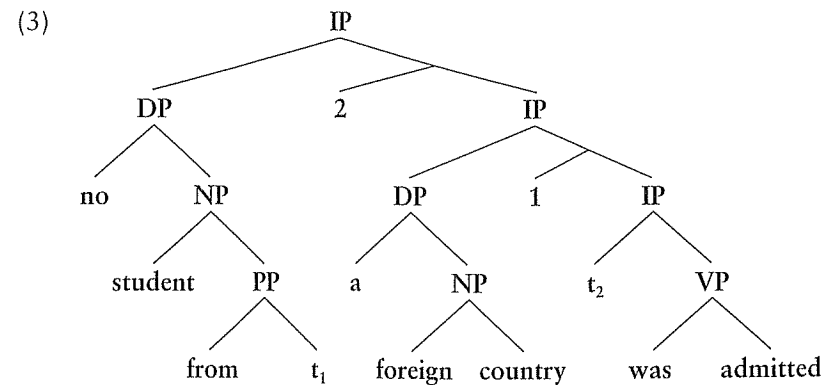 (3) IP
DP 2 IP
no NP DP 1 IP
student PP a NP t₂ VP
from t₁ foreign country was admitted